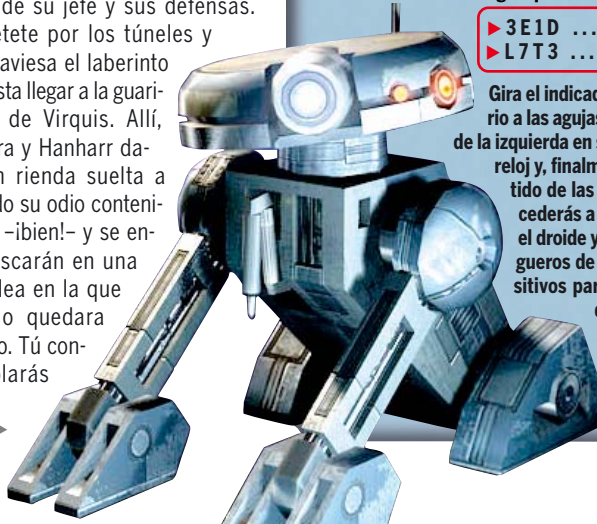 de su jefe y sus defensas.
étete por los túneles y
aviesa el laberinto
sta llegar a la guari-
de Virquis. Allí,
ra y Hanharr da-
n rienda suelta a
do su odio conteni-
–¡bien!– y se en-
scarán en una
lea en la que
o quedara
o. Tú con-
olarás
▶ 3E1D ...
▶ L7T3 ...
Gira el indicad
rio a las agujas
de la izquierda en s
reloj y, finalm
tido de las
cederás a
el droide y
gueros de
sitivos par